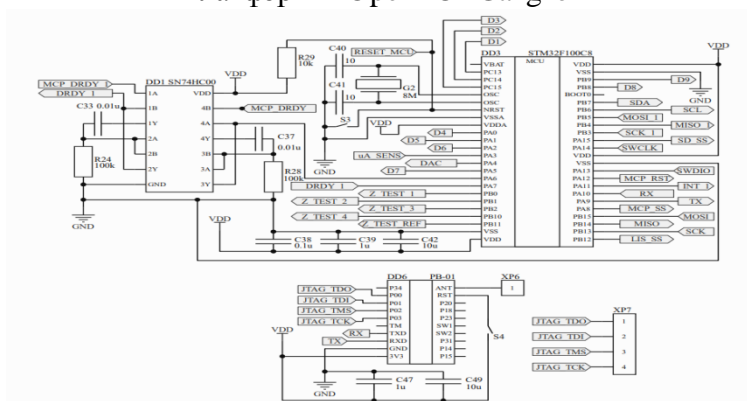 D3
D2
D1
C40
R29
10k
10
RESET_MCU
DD3 STM32F100C8
MCU
VDD
MCP_DRDY_1
DRDY_1
DD1 SN74HC00
VDD
C41
10
G2
8M
S3
C33 0.01u
1A
1B
1Y
2A
2B
2Y
GND
VDD
4B
4A
4Y
3B
3A
3Y
MCP_DRDY
C37
0.01u
R24
100k
R28
100k
GND
VDD
GND
VBAT
PC13
PC14
PC15
OSC
OSC
NRST
VSSA
VDDA
PA0
PA1
PA2
PA3
PA4
PA5
PA6
PA7
PB0
PB1
PB2
PB10
PB11
VSS
VDD
VDD
D4
D5
D6
uA_SENS
DAC
D7
DRDY_1
Z_TEST_1
Z_TEST_2
Z_TEST_3
Z_TEST_4
Z_TEST_REF
VDD
VSS
PB9
PB8
BOOT0
PB7
PB6
PB5
PB4
PB3
PA15
PA14
VDD
VSS
PA13
PA12
PA11
PA10
PA9
PA8
PB15
PB14
PB13
PB12
D9
D8
GND
SDA
SCL
MOSI_1
MISO_1
SCK_1
SD_SS
SWCLK
SWDIO
MCP_RST
INT_1
RX
TX
MCP_SS
MOSI
MISO
SCK
LIS_SS
VDD
C38
0.1u
C39
1u
C42
10u
DD6 PB-01
XP6
1
JTAG_TDO
JTAG_TDI
JTAG_TMS
JTAG_TCK
RX
TX
VDD
P34
P00
P01
P02
P03
TM
TXD
RXD
GND
3V3
ANT
RST
P20
P18
P23
SW1
SW2
P31
P14
P15
S4
GND
C47
1u
C49
10u
XP7
JTAG_TDO 1
JTAG_TDI 2
JTAG_TMS 3
JTAG_TCK 4